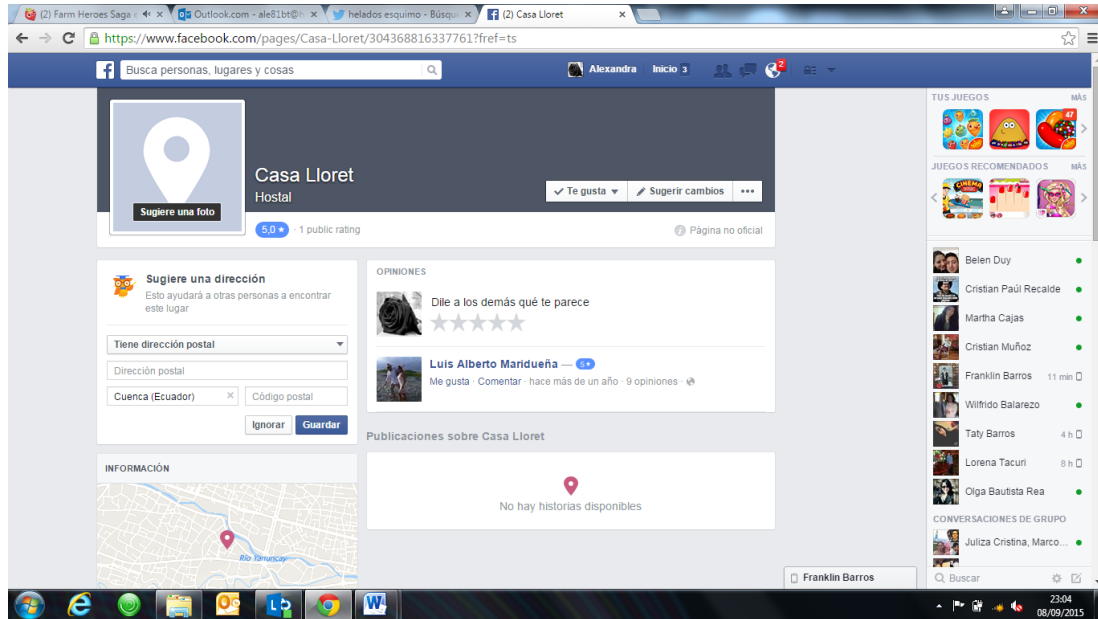 (2) Farm Heroes Saga e
Outlook.com - ale81bt@h
helados esquimo - Búsqu
(2) Casa Lloret
https://www.facebook.com/pages/Casa-Lloret/304368816337761?fref=ts
Busca personas, lugares y cosas
Alexandra Inicio 3
2
Casa Lloret
Hostal
Sugiere una foto
Te gusta
Sugerir cambios
5,0 ★ · 1 public rating
Página no oficial
Sugiere una dirección
Esto ayudará a otras personas a encontrar
este lugar
Tiene dirección postal
Dirección postal
Cuenca (Ecuador)
Código postal
Ignorar Guardar
INFORMACIÓN
Río Yanuncay
OPINIONES
Dile a los demás qué te parece
Luis Alberto Maridueña — 5★
Me gusta · Comentar · hace más de un año · 9 opiniones ·
Publicaciones sobre Casa Lloret
No hay historias disponibles
TUS JUEGOS MÁS
47
JUEGOS RECOMENDADOS MÁS
CINEMA
Belen Duy
Cristian Paúl Recalde
Martha Cajas
Cristian Muñoz
Franklin Barros 11 min
Wilfrido Balarezo
Taty Barros 4 h
Lorena Tacuri 8 h
Olga Bautista Rea
CONVERSACIONES DE GRUPO
Juliza Cristina, Marco...
Buscar
Franklin Barros
23:04
08/09/2015